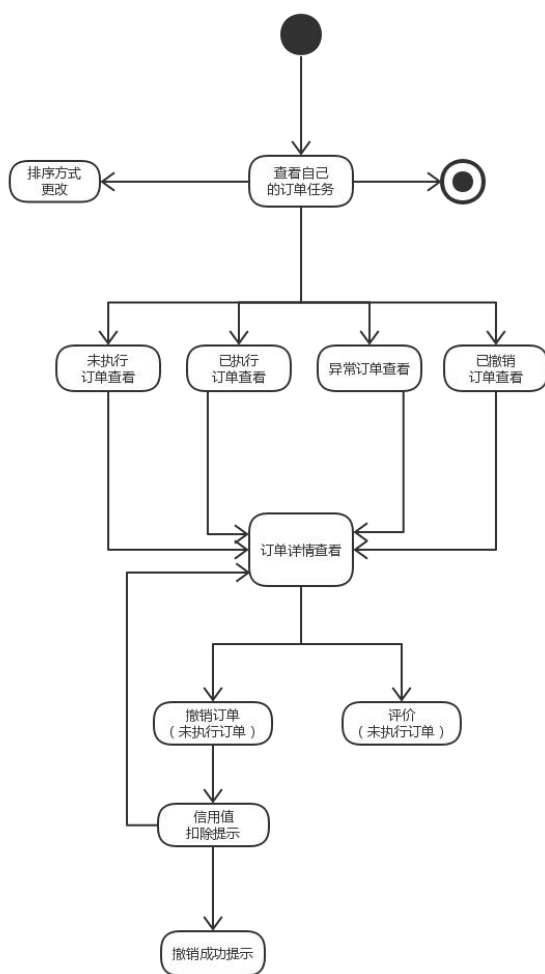 排序方式
更改
查看自己
的订单任务
未执行
订单查看
已执行
订单查看
异常订单查看
已撤销
订单查看
订单详情查看
撤销订单
（未执行订单）
评价
（未执行订单）
信用值
扣除提示
撤销成功提示